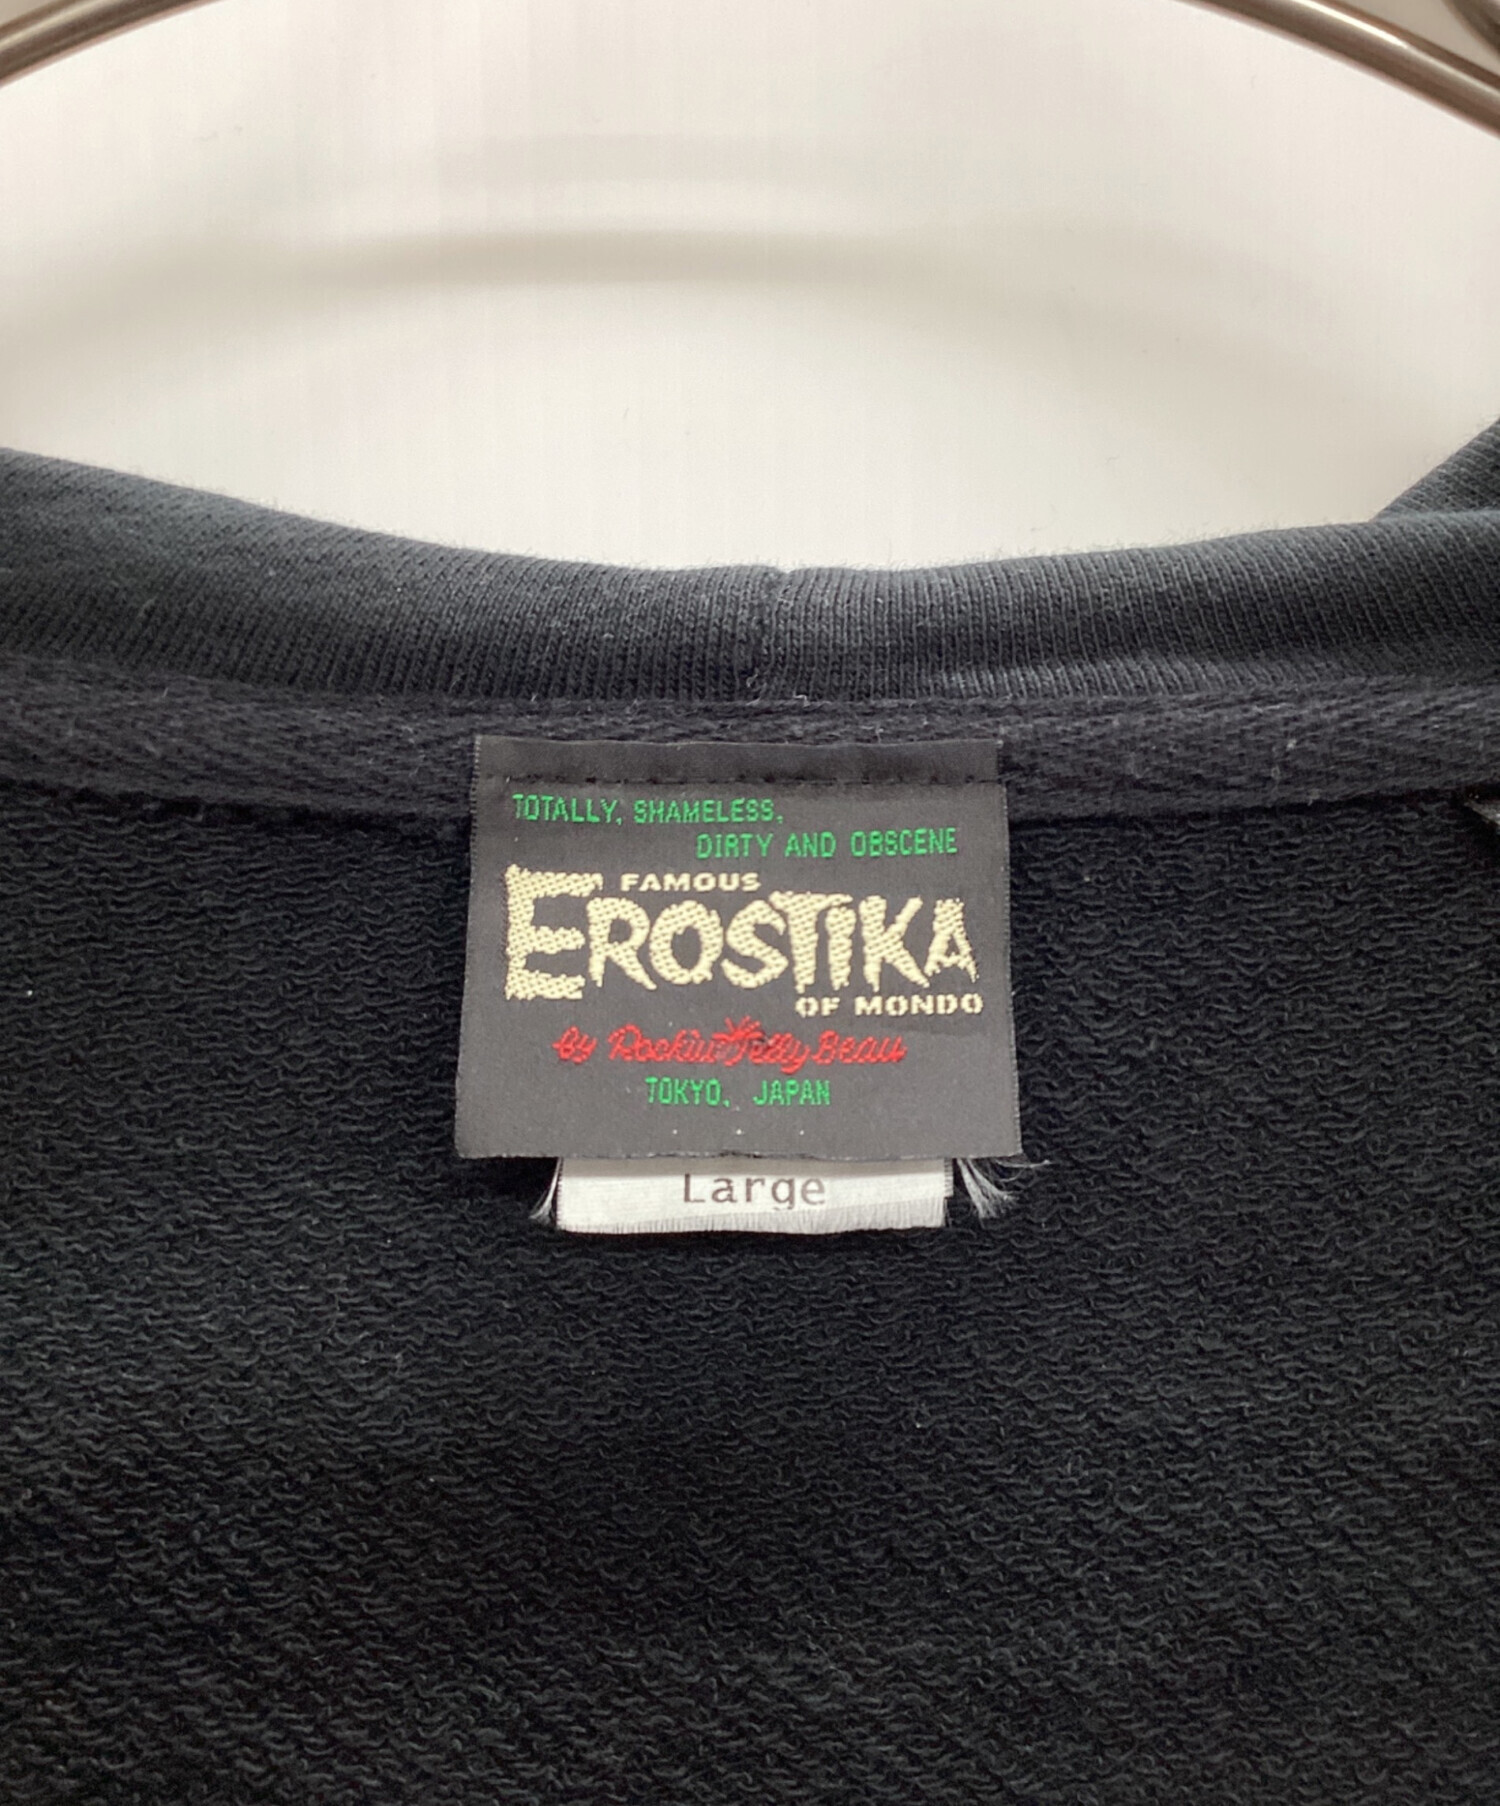 TOTALLY, SHAMELESS,
DIRTY AND OBSCENE
FAMOUS
EROSTIKA
OF MONDO
by Rockin' Jelly Bean
TOKYO, JAPAN
Large